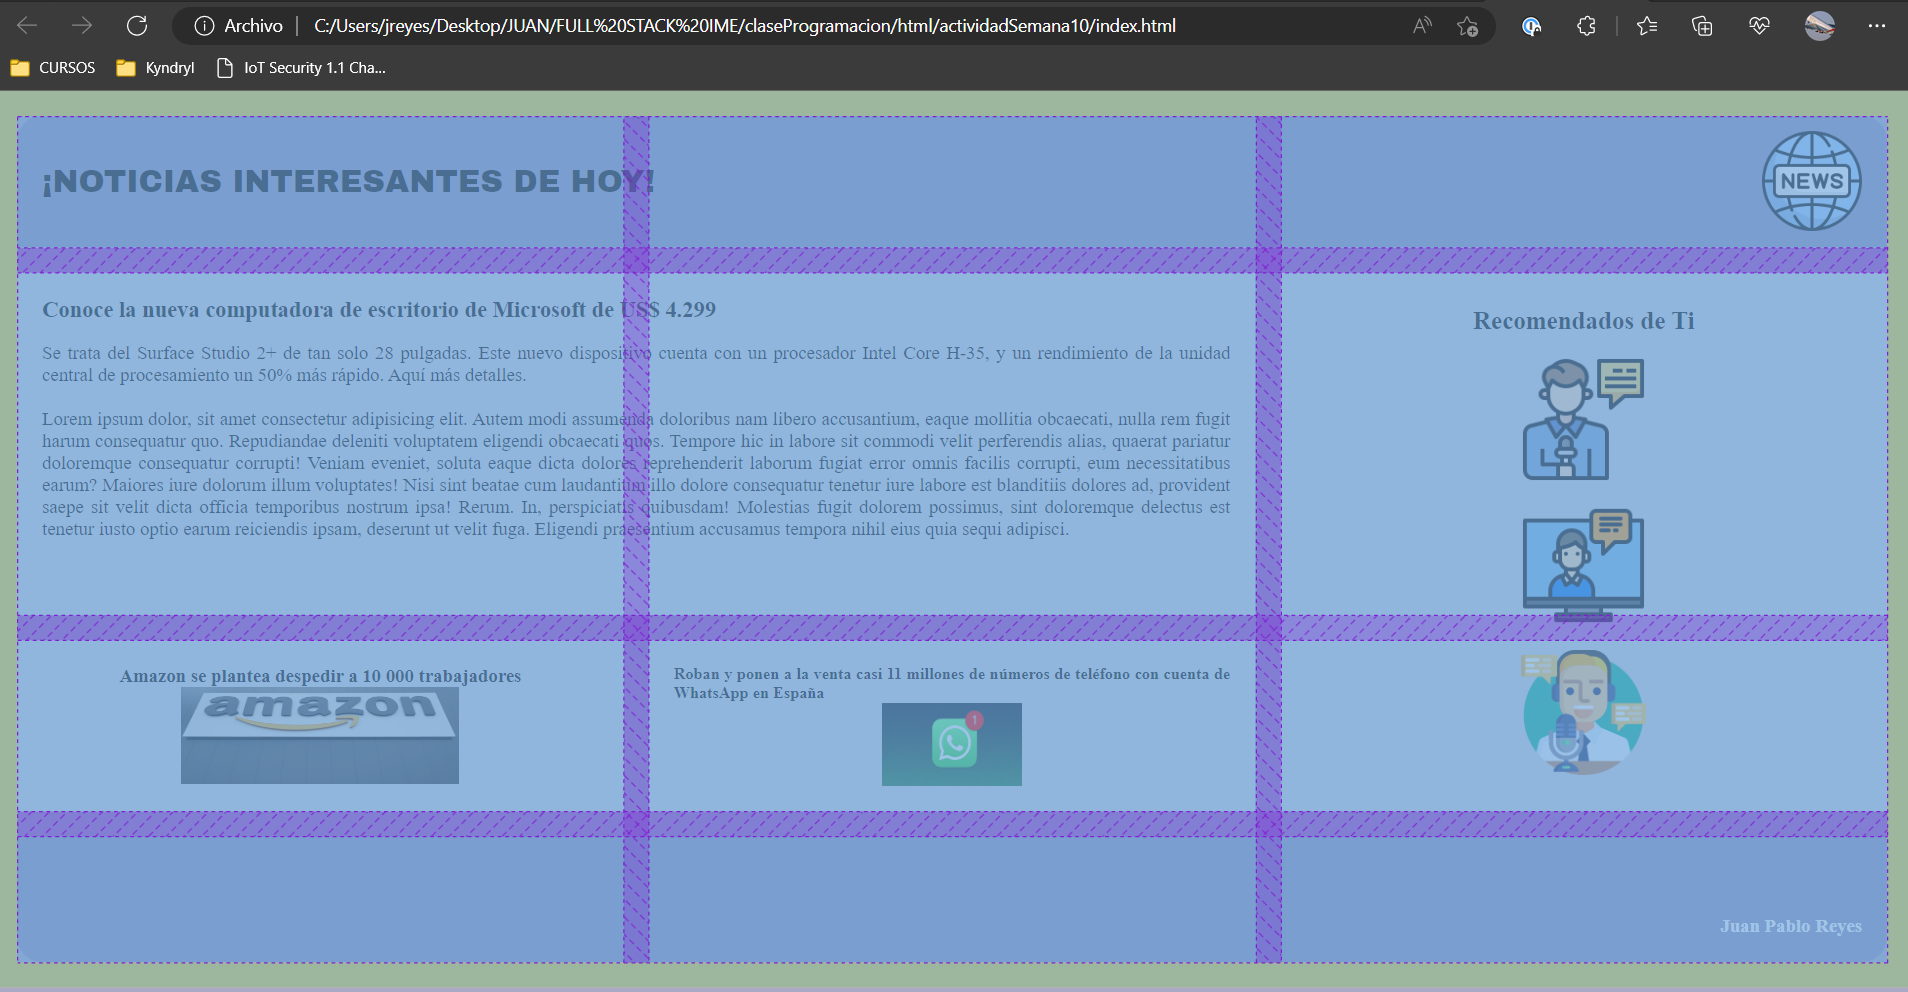 Archivo
C:/Users/jreyes/Desktop/JUAN/FULL%20STACK%20IME/claseProgramacion/html/actividadSemana10/index.html
CURSOS
Kyndryl
IoT Security 1.1 Cha...
¡NOTICIAS INTERESANTES DE HOY!
NEWS
Conoce la nueva computadora de escritorio de Microsoft de US$ 4.299
Se trata del Surface Studio 2+ de tan solo 28 pulgadas. Este nuevo dispositivo cuenta con un procesador Intel Core H-35, y un rendimiento de la unidad
central de procesamiento un 50% más rápido. Aquí más detalles.
Lorem ipsum dolor, sit amet consectetur adipisicing elit. Autem modi assumenda doloribus nam libero accusantium, eaque mollitia obcaecati, nulla rem fugit
harum consequatur quo. Repudiandae deleniti voluptatem eligendi obcaecati quos. Tempore hic in labore sit commodi velit perferendis alias, quaerat pariatur
doloremque consequatur corrupti! Veniam eveniet, soluta eaque dicta dolores reprehenderit laborum fugiat error omnis facilis corrupti, eum necessitatibus
earum? Maiores iure dolorum illum voluptates! Nisi sint beatae cum laudantium illo dolore consequatur tenetur iure labore est blanditiis dolores ad, provident
saepe sit velit dicta officia temporibus nostrum ipsa! Rerum. In, perspiciatis quibusdam! Molestias fugit dolorem possimus, sint doloremque delectus est
tenetur iusto optio earum reiciendis ipsam, deserunt ut velit fuga. Eligendi praesentium accusamus tempora nihil eius quia sequi adipisci.
Recomendados de Ti
Amazon se plantea despedir a 10 000 trabajadores
amazon
Roban y ponen a la venta casi 11 millones de números de teléfono con cuenta de
WhatsApp en España
1
Juan Pablo Reyes